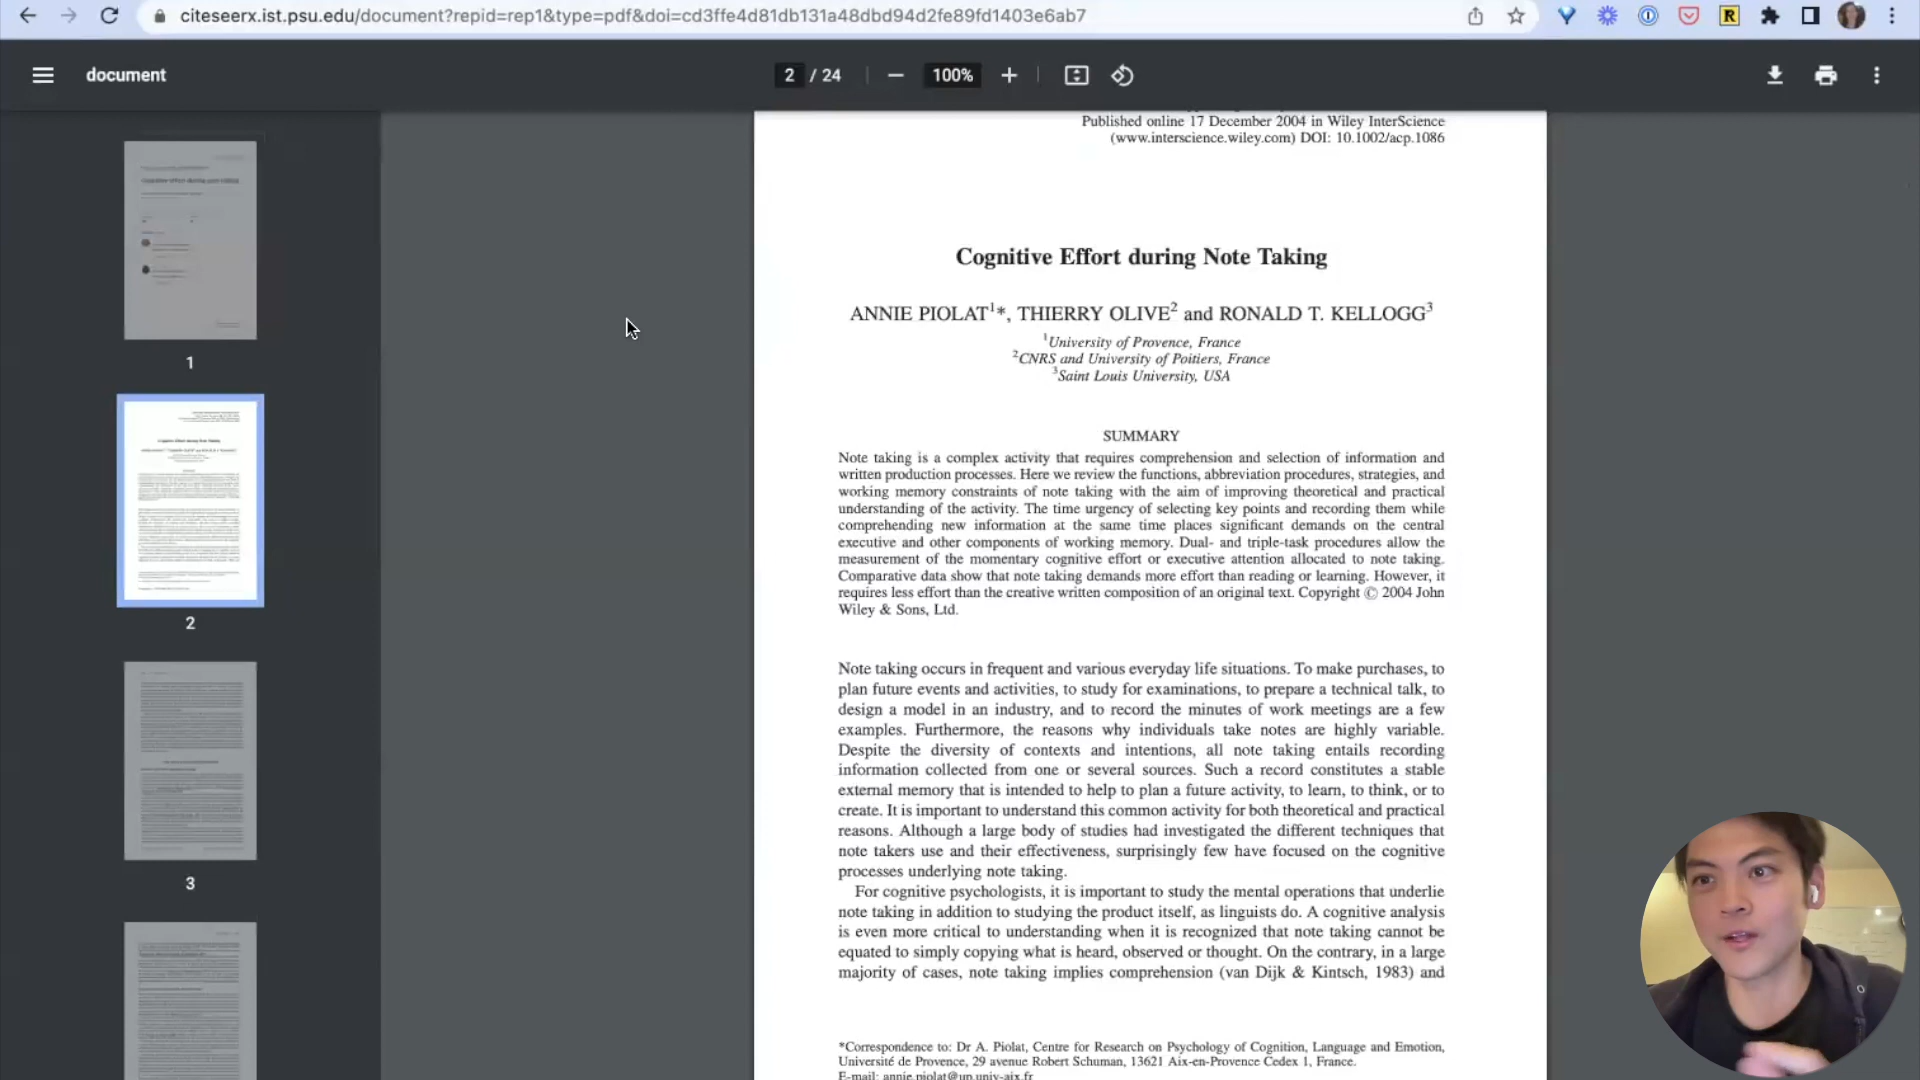 citeseerx.ist.psu.edu/document?repid=rep1&type=pdf&doi=cd3ffe4d81db131a48dbd94d2fe89fd1403e6ab7
document
2 / 24
100%
1
2
3
Published online 17 December 2004 in Wiley InterScience
(www.interscience.wiley.com) DOI: 10.1002/acp.1086
Cognitive Effort during Note Taking
ANNIE PIOLAT¹*, THIERRY OLIVE² and RONALD T. KELLOGG³
¹University of Provence, France
²CNRS and University of Poitiers, France
³Saint Louis University, USA
SUMMARY
Note taking is a complex activity that requires comprehension and selection of information and
written production processes. Here we review the functions, abbreviation procedures, strategies, and
working memory constraints of note taking with the aim of improving theoretical and practical
understanding of the activity. The time urgency of selecting key points and recording them while
comprehending new information at the same time places significant demands on the central
executive and other components of working memory. Dual- and triple-task procedures allow the
measurement of the momentary cognitive effort or executive attention allocated to note taking.
Comparative data show that note taking demands more effort than reading or learning. However, it
requires less effort than the creative written composition of an original text. Copyright © 2004 John
Wiley & Sons, Ltd.
Note taking occurs in frequent and various everyday life situations. To make purchases, to
plan future events and activities, to study for examinations, to prepare a technical talk, to
design a model in an industry, and to record the minutes of work meetings are a few
examples. Furthermore, the reasons why individuals take notes are highly variable.
Despite the diversity of contexts and intentions, all note taking entails recording
information collected from one or several sources. Such a record constitutes a stable
external memory that is intended to help to plan a future activity, to learn, to think, or to
create. It is important to understand this common activity for both theoretical and practical
reasons. Although a large body of studies had investigated the different techniques that
note takers use and their effectiveness, surprisingly few have focused on the cognitive
processes underlying note taking.
For cognitive psychologists, it is important to study the mental operations that underlie
note taking in addition to studying the product itself, as linguists do. A cognitive analysis
is even more critical to understanding when it is recognized that note taking cannot be
equated to simply copying what is heard, observed or thought. On the contrary, in a large
majority of cases, note taking implies comprehension (van Dijk & Kintsch, 1983) and
*Correspondence to: Dr A. Piolat, Centre for Research on Psychology of Cognition, Language and Emotion,
Université de Provence, 29 avenue Robert Schuman, 13621 Aix-en-Provence Cedex 1, France.
E-mail: annie.piolat@up.univ-aix.fr